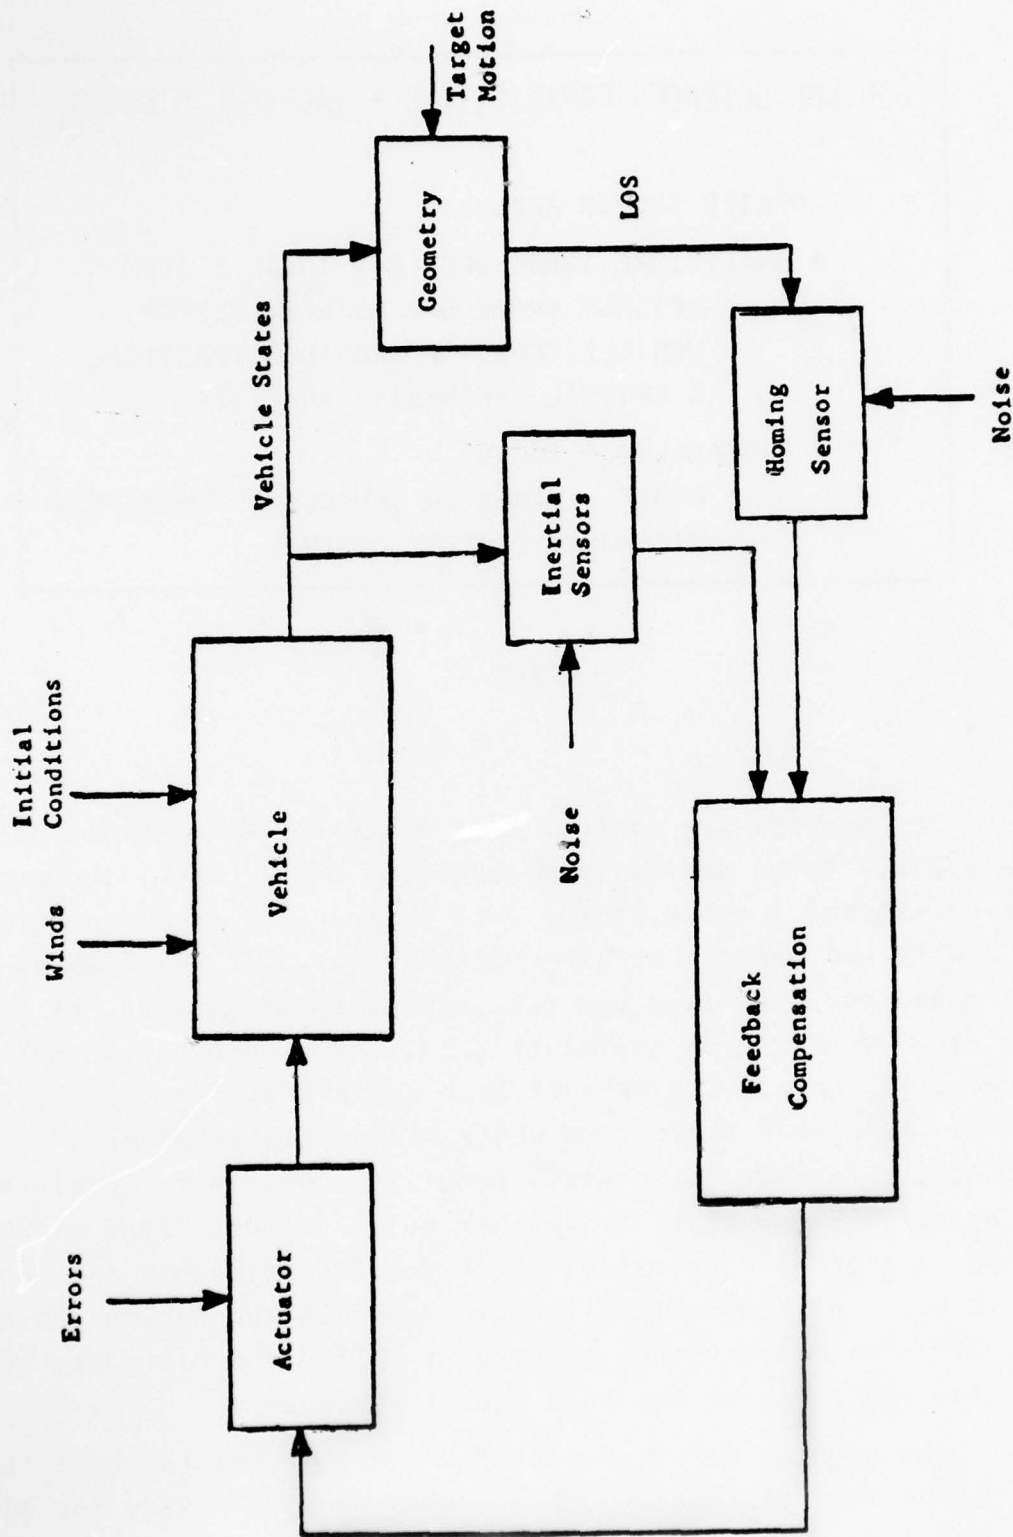 Errors
Winds
Initial
Conditions
Actuator
Vehicle
Vehicle States
Geometry
Target
Motion
LOS
Inertial
Sensors
Noise
Homing
Sensor
Noise
Feedback
Compensation